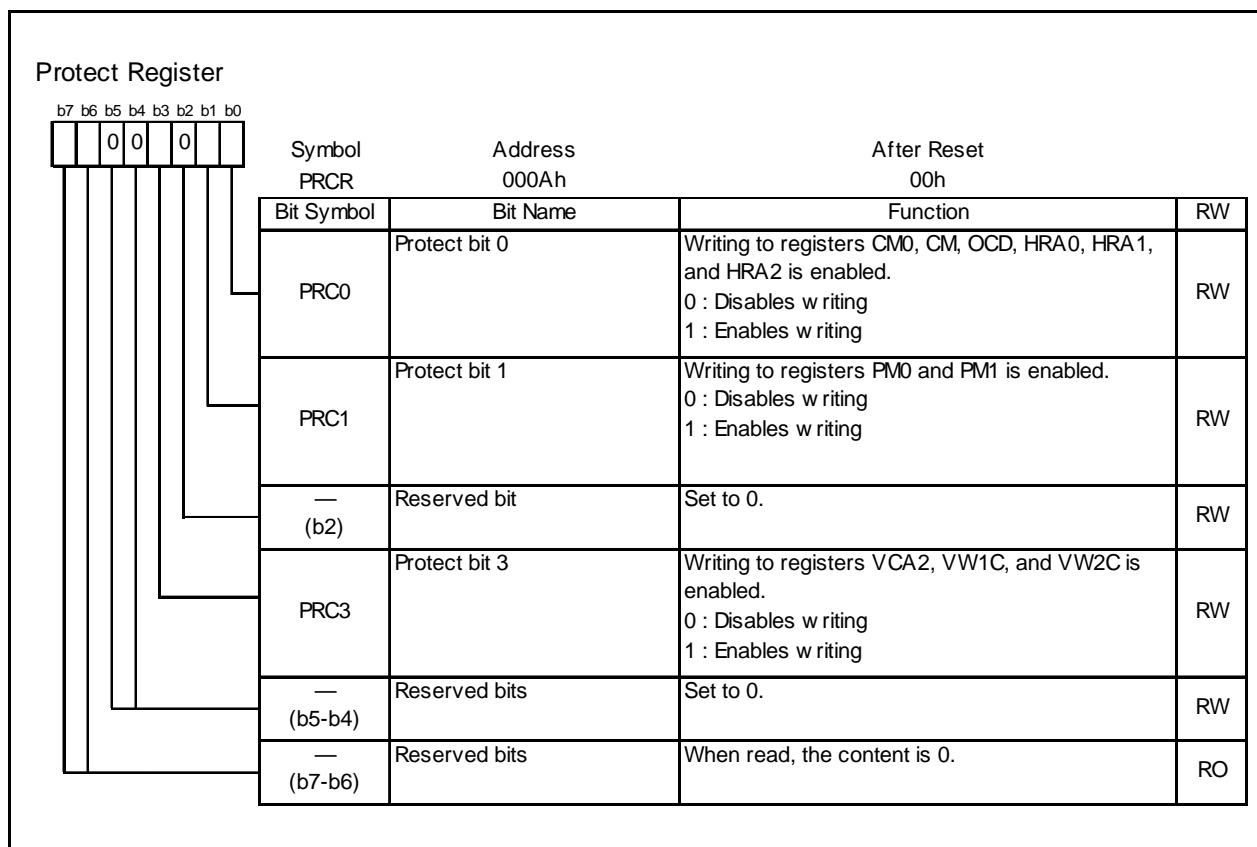 Protect Register
b7 b6 b5 b4 b3 b2 b1 b0
0 0 0
Symbol Address After Reset
PRCR 000Ah 00h
Bit Symbol Bit Name Function RW
PRC0 Protect bit 0 Writing to registers CM0, CM, OCD, HRA0, HRA1,
and HRA2 is enabled.
0 : Disables w riting
1 : Enables w riting
RW
PRC1 Protect bit 1 Writing to registers PM0 and PM1 is enabled.
0 : Disables w riting
1 : Enables w riting
RW
—
(b2) Reserved bit Set to 0. RW
PRC3 Protect bit 3 Writing to registers VCA2, VW1C, and VW2C is
enabled.
0 : Disables w riting
1 : Enables w riting
RW
—
(b5-b4) Reserved bits Set to 0. RW
—
(b7-b6) Reserved bits When read, the content is 0. RO